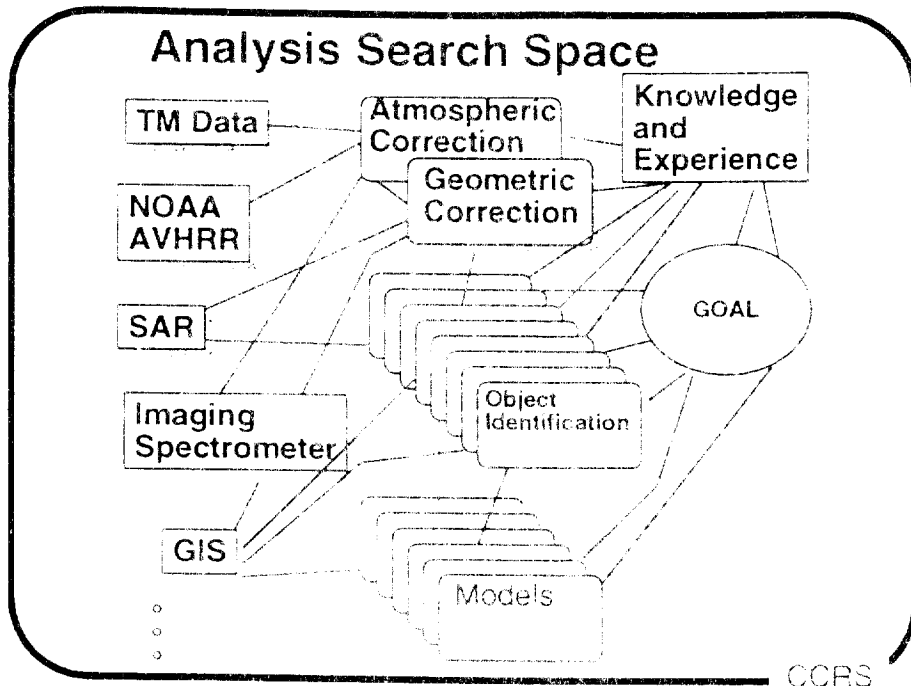 Analysis Search Space
TM Data
Atmospheric
Correction
Knowledge
and
Experience
Geometric
Correction
NOAA
AVHRR
SAR
GOAL
Imaging
Spectrometer
Object
Identification
GIS
Models
CCRS